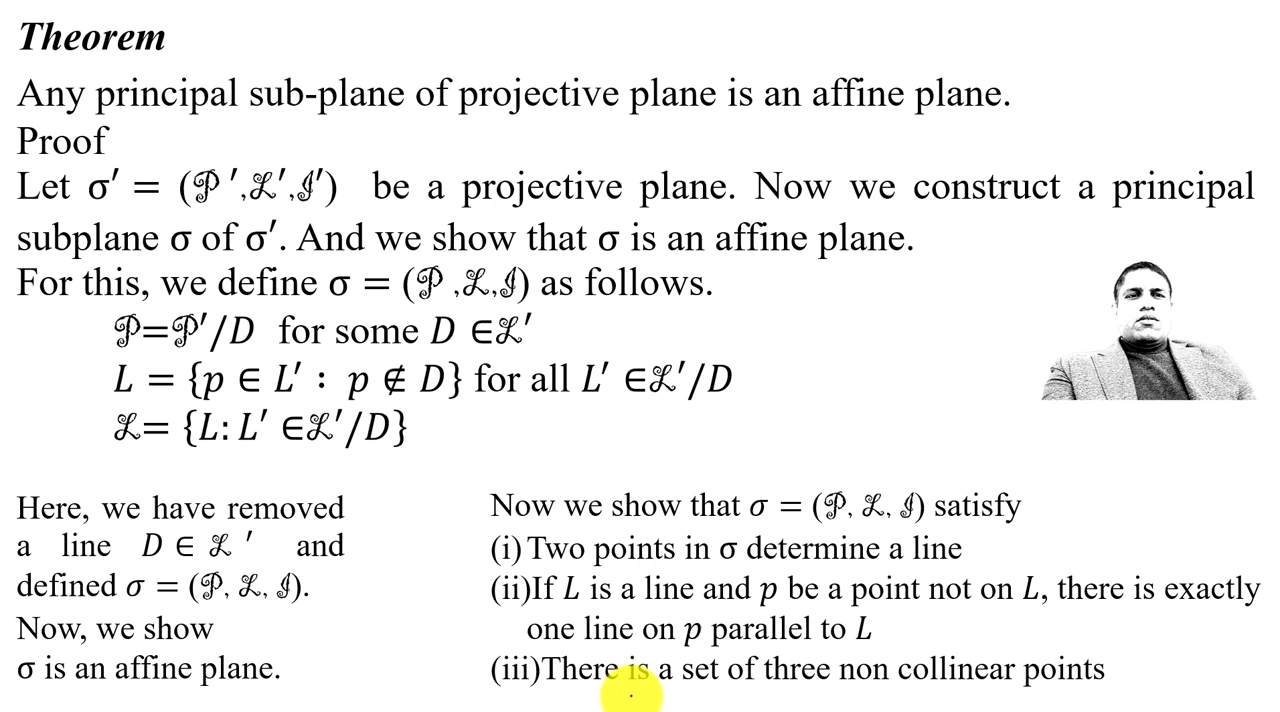 Theorem
Any principal sub-plane of projective plane is an affine plane.
Proof
Let σ′ = (𝒫′,ℒ′,ℐ′) be a projective plane. Now we construct a principal
subplane σ of σ′. And we show that σ is an affine plane.
For this, we define σ = (𝒫,ℒ,ℐ) as follows.
𝒫=𝒫′/D for some D ∈ℒ′
L = {p ∈ L′ : p ∉ D} for all L′ ∈ℒ′/D
ℒ= {L: L′ ∈ℒ′/D}
Here, we have removed
a line D ∈ ℒ ′ and
defined σ = (𝒫, ℒ, ℐ).
Now, we show
σ is an affine plane.
Now we show that σ = (𝒫, ℒ, ℐ) satisfy
(i) Two points in σ determine a line
(ii)If L is a line and p be a point not on L, there is exactly
one line on p parallel to L
(iii)There is a set of three non collinear points